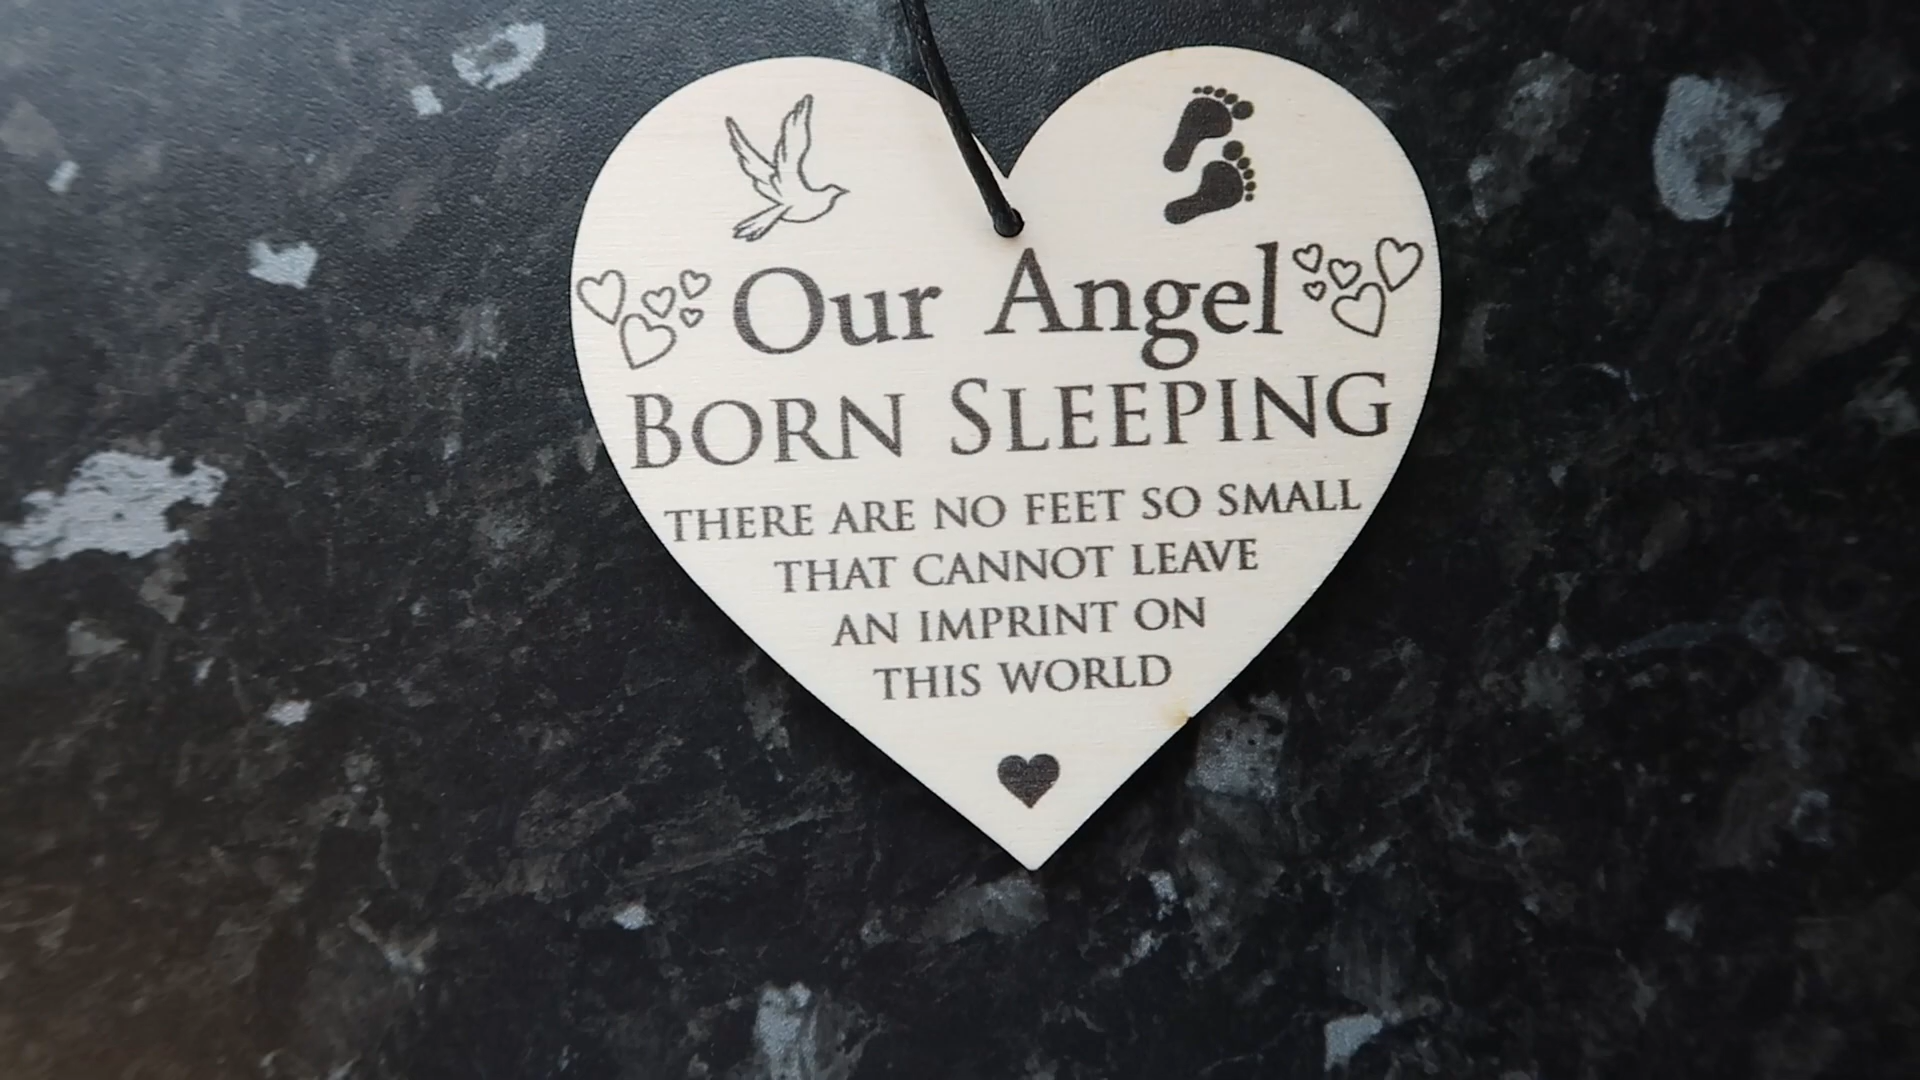 Our Angel
BORN SLEEPING
THERE ARE NO FEET SO SMALL
THAT CANNOT LEAVE
AN IMPRINT ON
THIS WORLD